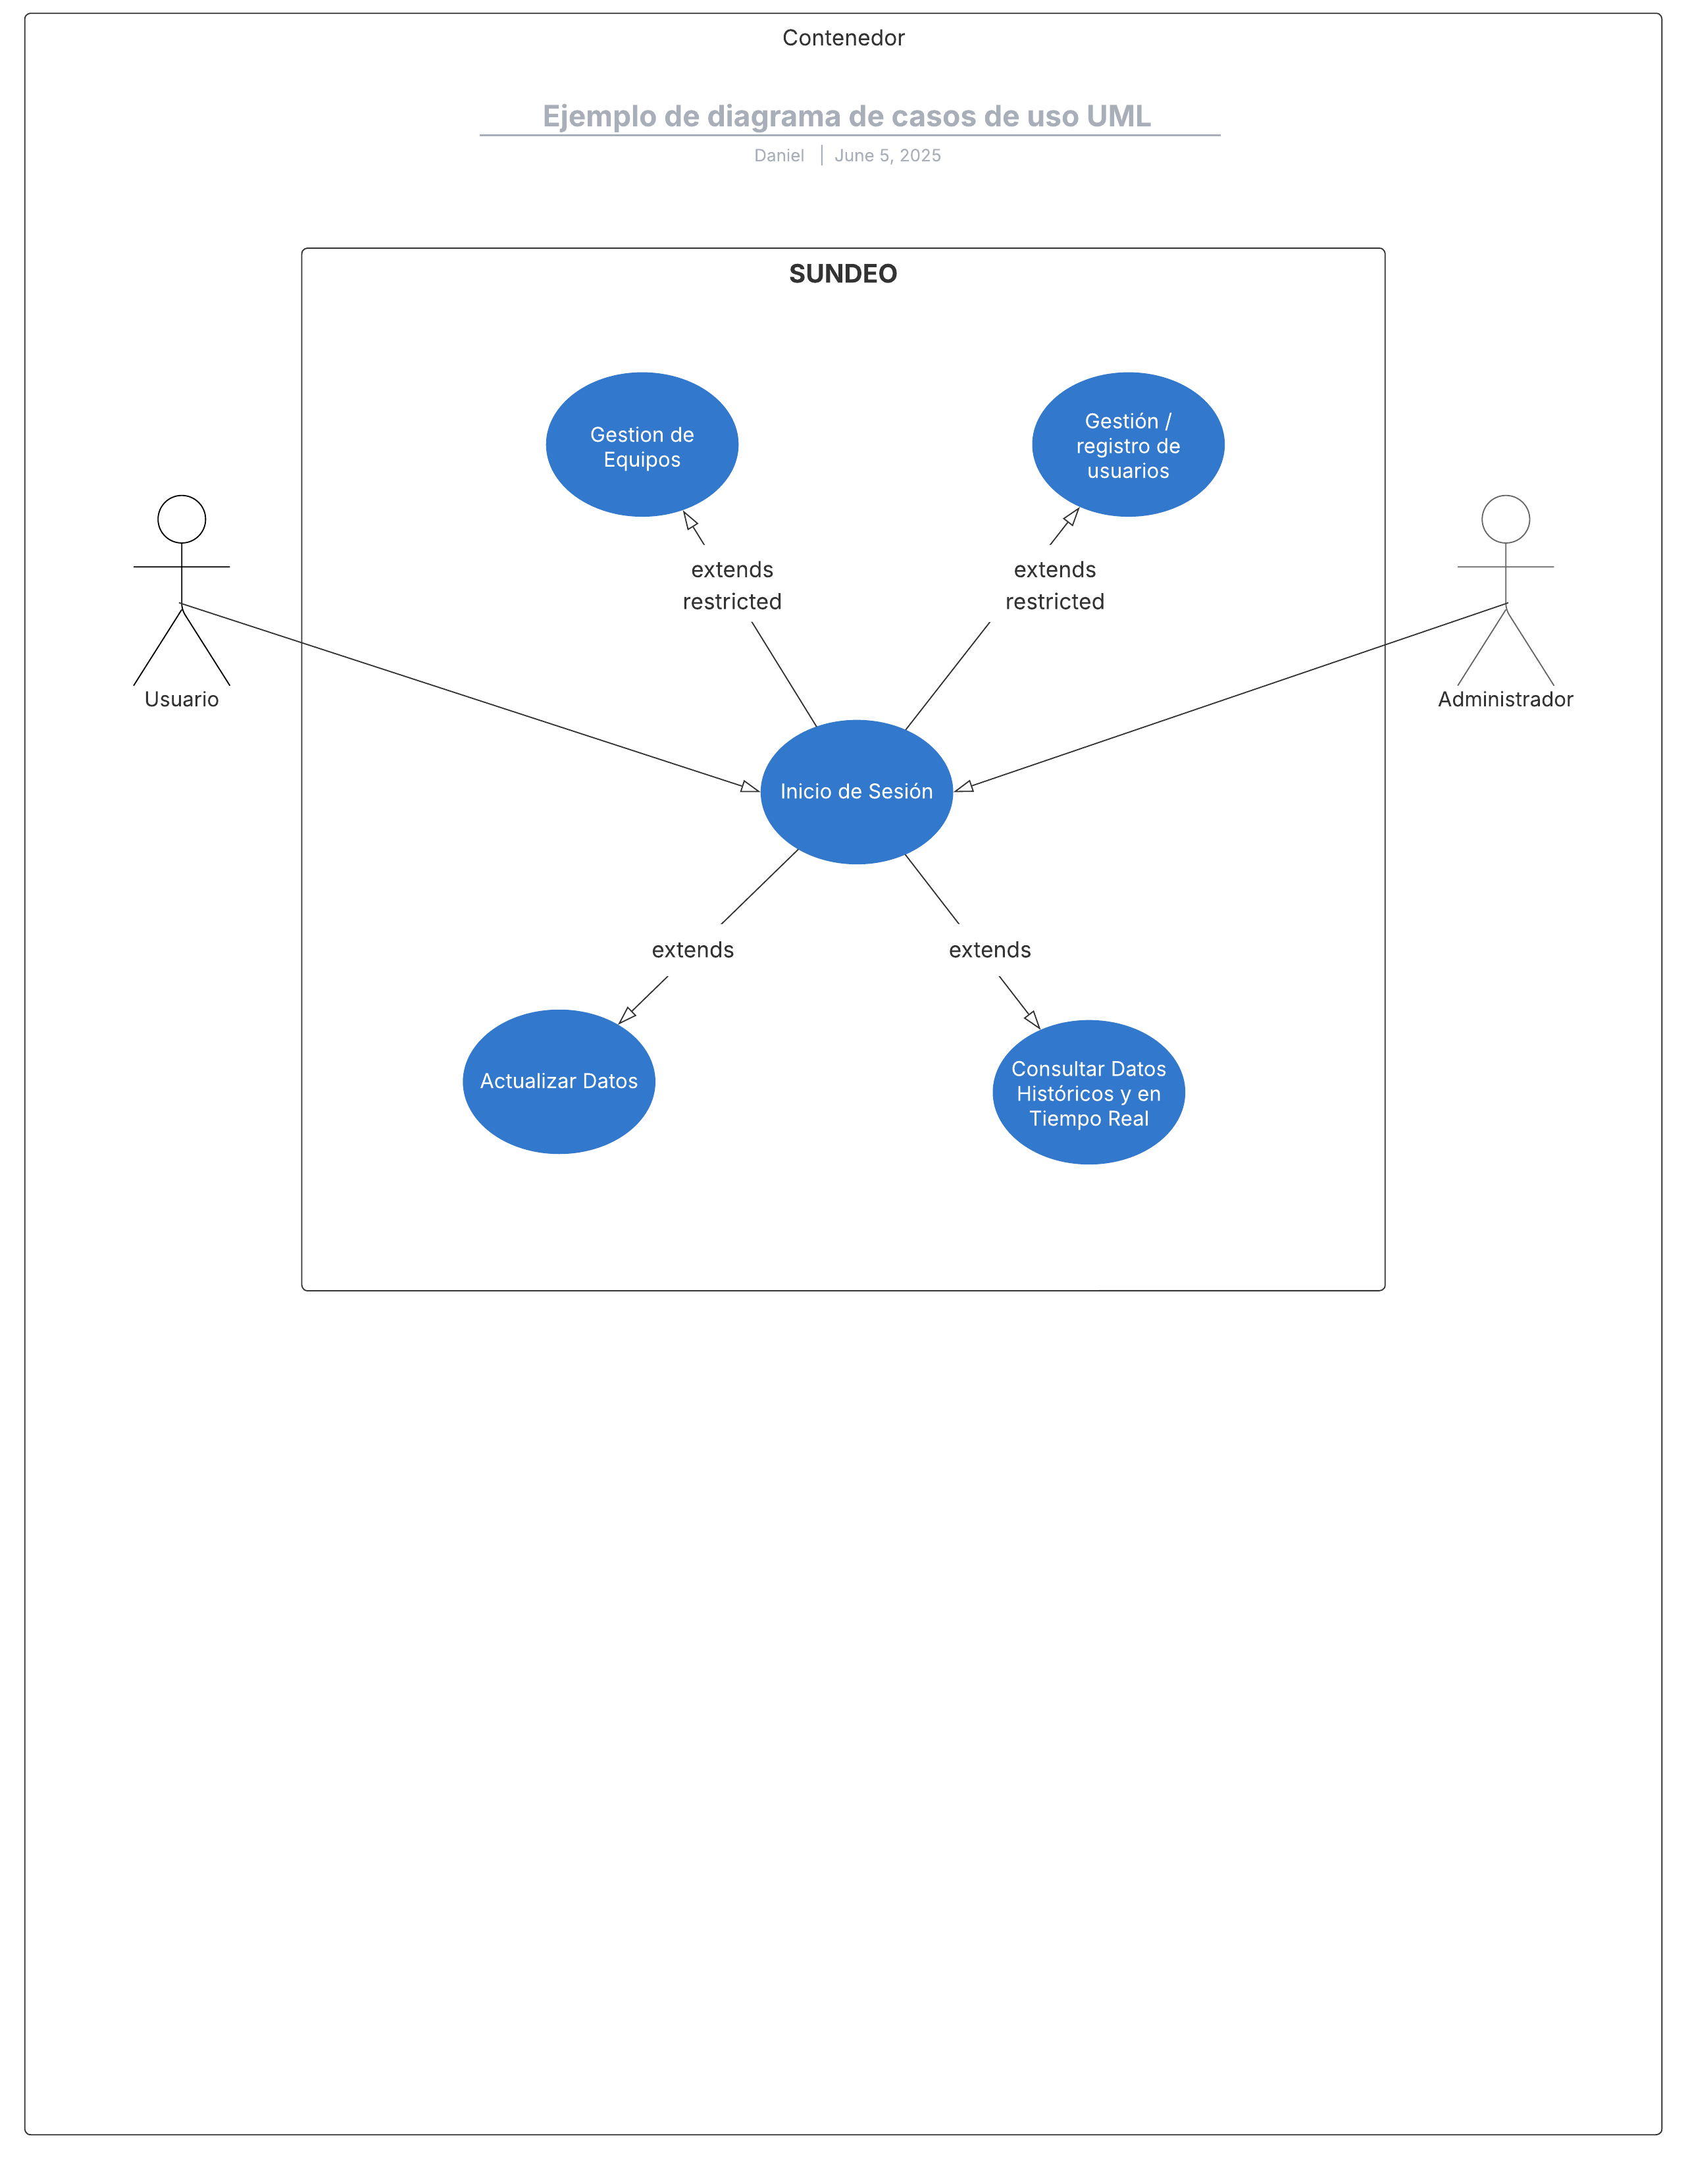 Contenedor
Ejemplo de diagrama de casos de uso UML
Daniel | June 5, 2025
SUNDEO
Gestion de
Equipos
Gestión /
registro de
usuarios
extends
restricted
extends
restricted
Usuario
Administrador
Inicio de Sesión
extends
extends
Actualizar Datos
Consultar Datos
Históricos y en
Tiempo Real